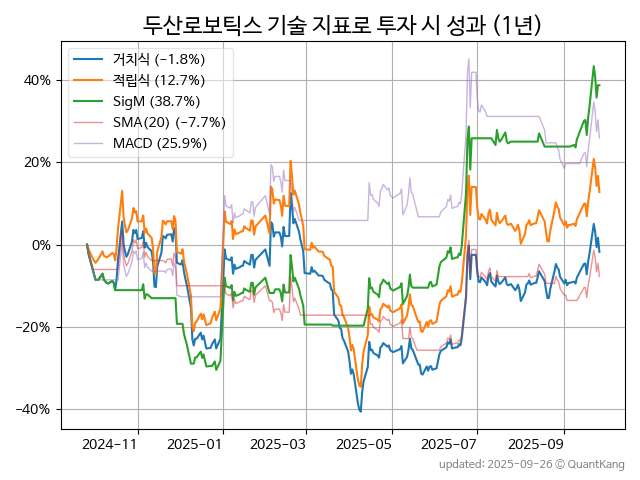 두산로보틱스 기술 지표로 투자 시 성과 (1년)
거치식 (-1.8%)
적립식 (12.7%)
SigM (38.7%)
SMA(20) (-7.7%)
MACD (25.9%)
40%
20%
0%
−20%
−40%
2024-11
2025-01
2025-03
2025-05
2025-07
2025-09
updated: 2025-09-26 © QuantKang